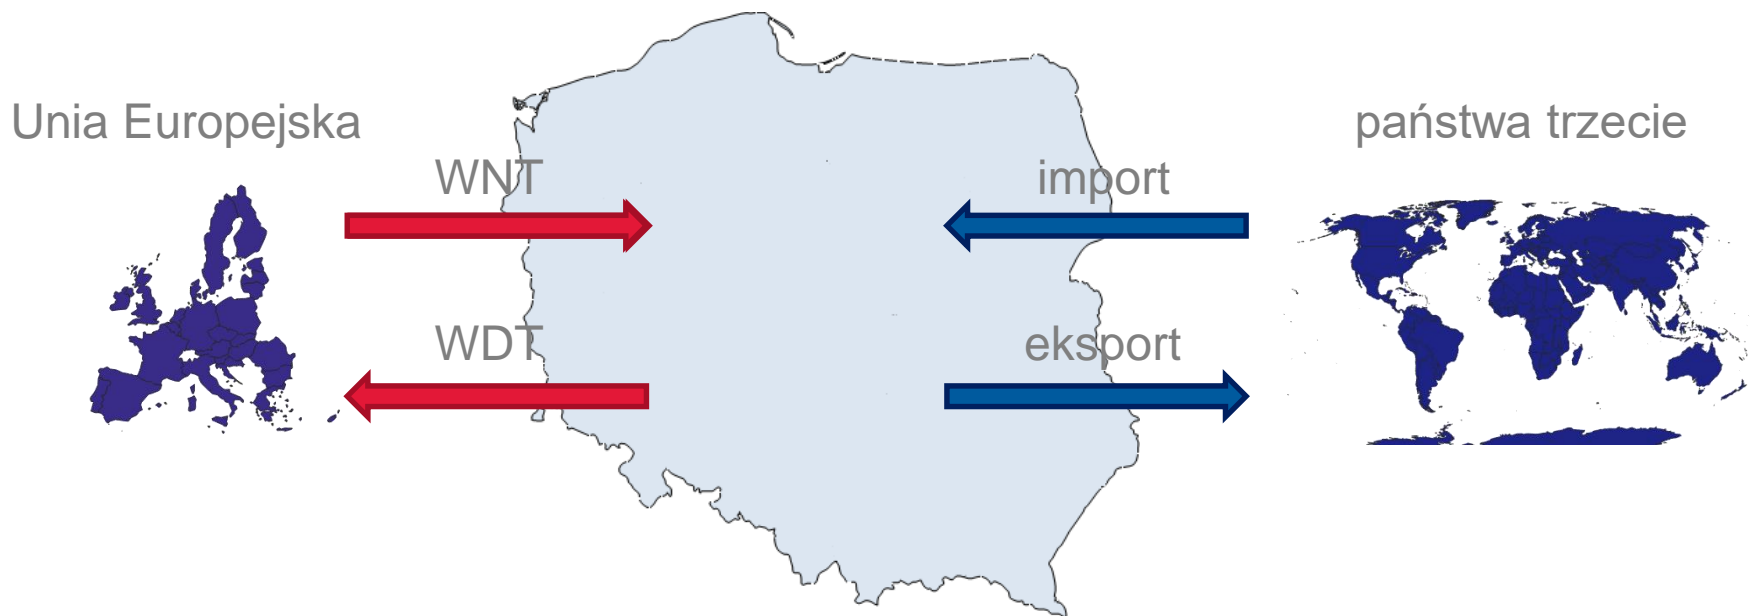 Unia Europejska
państwa trzecie
WNT
import
WDT
eksport